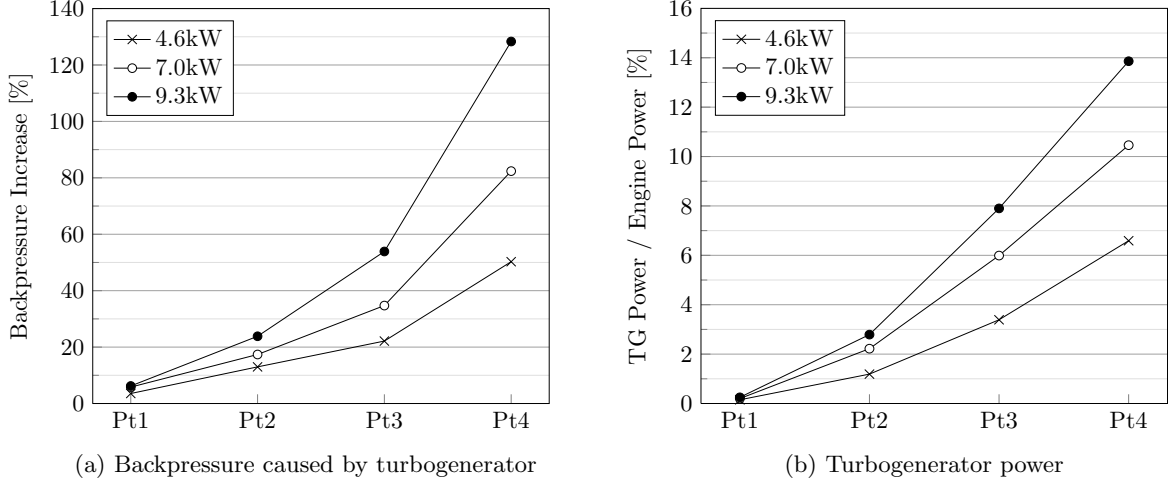 140
120
100
80
60
40
20
0
Backpressure Increase [%]
4.6kW
7.0kW
9.3kW
Pt1 Pt2 Pt3 Pt4
(a) Backpressure caused by turbogenerator
16
14
12
10
8
6
4
2
0
TG Power / Engine Power [%]
4.6kW
7.0kW
9.3kW
Pt1 Pt2 Pt3 Pt4
(b) Turbogenerator power